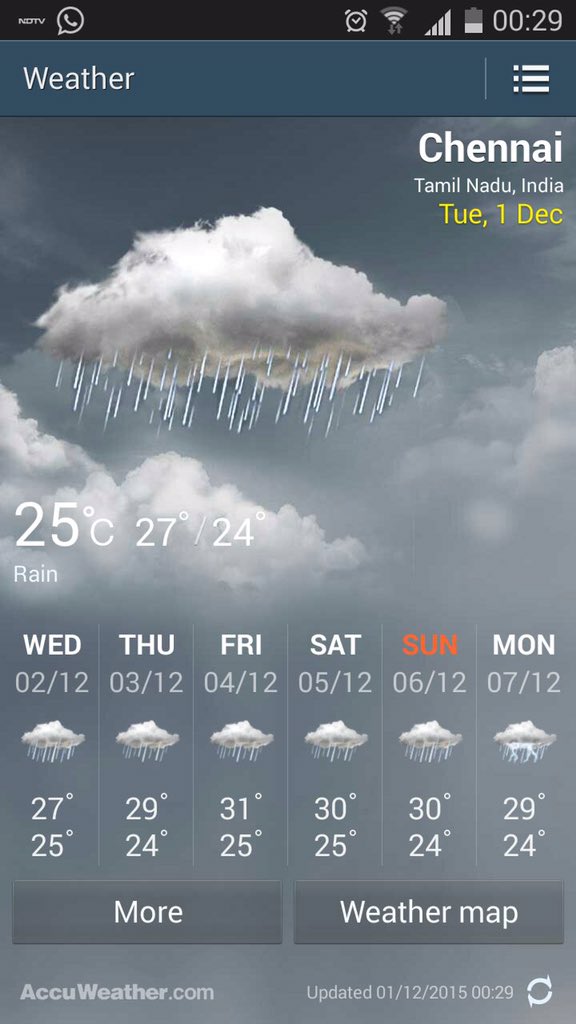 NDTV 00:29
Weather
Chennai
Tamil Nadu, India
Tue, 1 Dec
25°C 27°/24°
Rain
WED THU FRI SAT SUN MON
02/12 03/12 04/12 05/12 06/12 07/12
27° 29° 31° 30° 30° 29°
25° 24° 25° 25° 24° 24°
More Weather map
AccuWeather.com Updated 01/12/2015 00:29